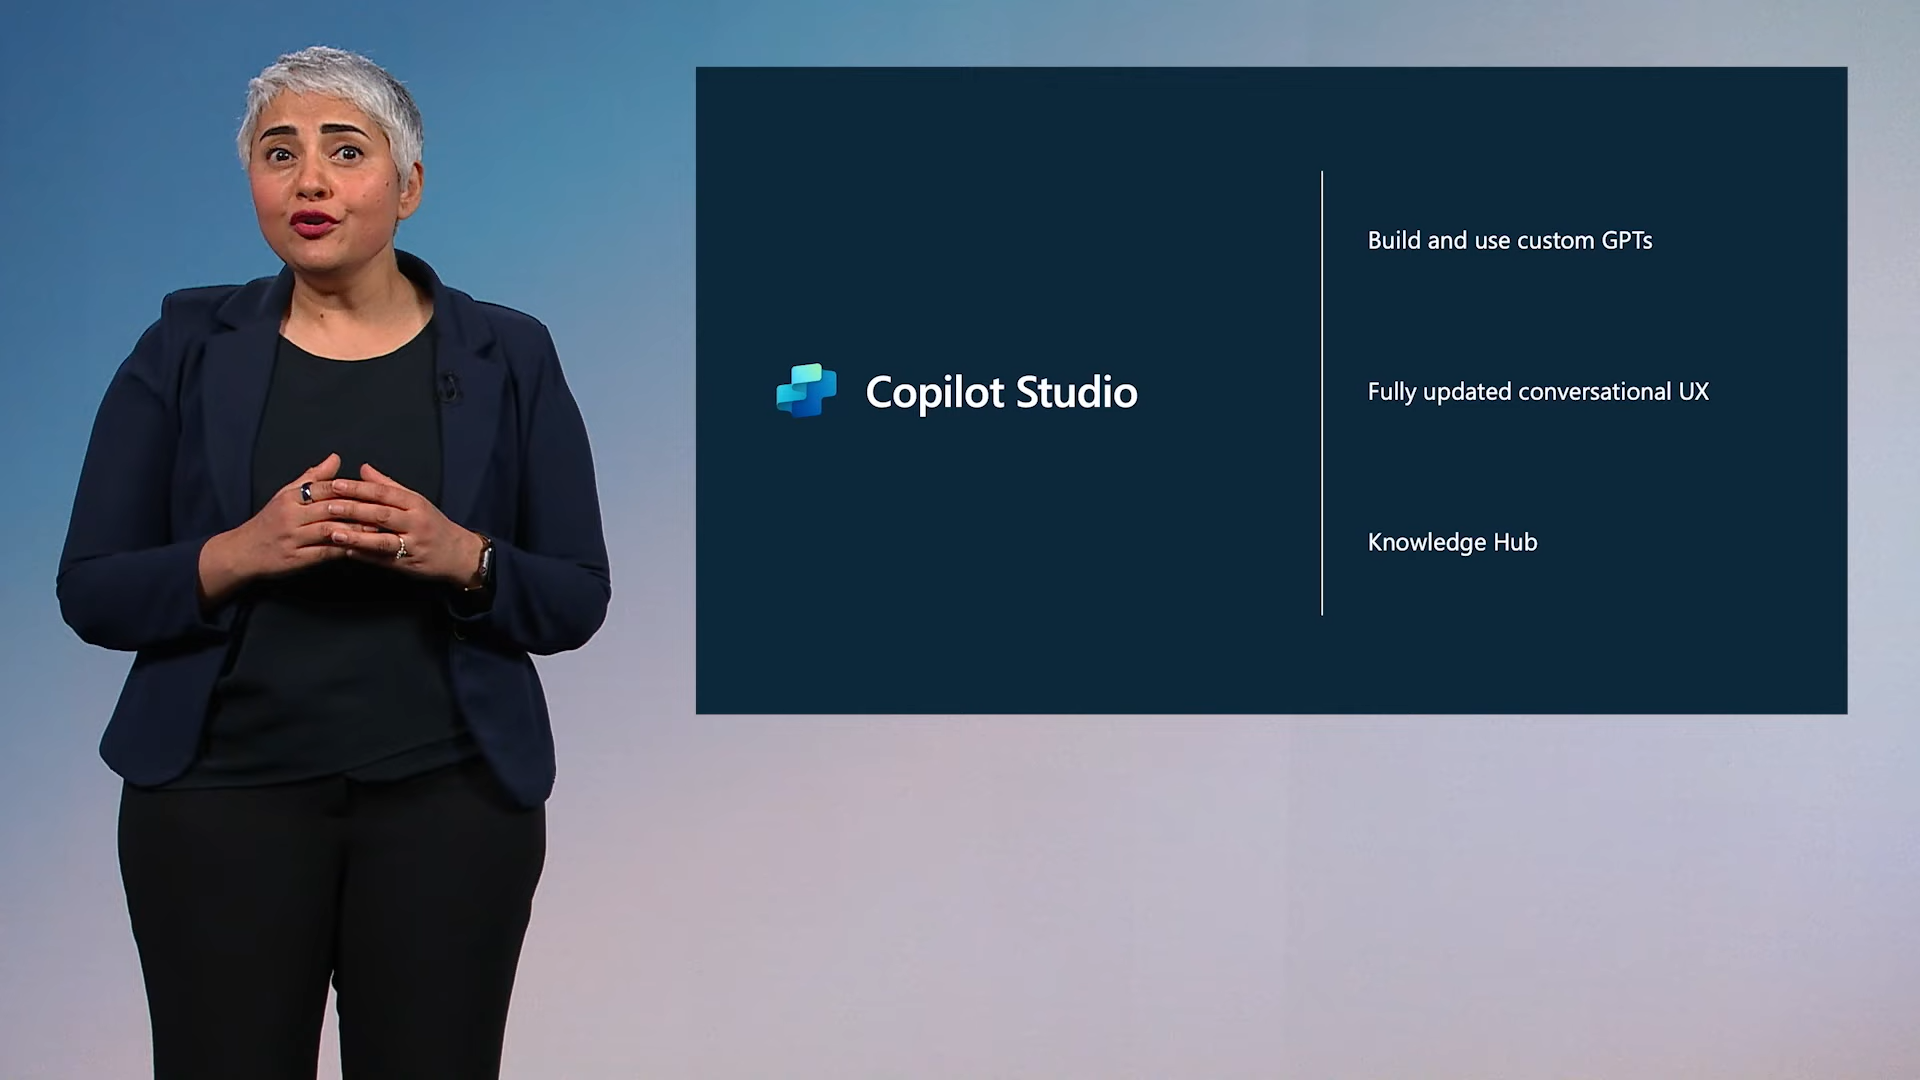 Copilot Studio
Build and use custom GPTs
Fully updated conversational UX
Knowledge Hub